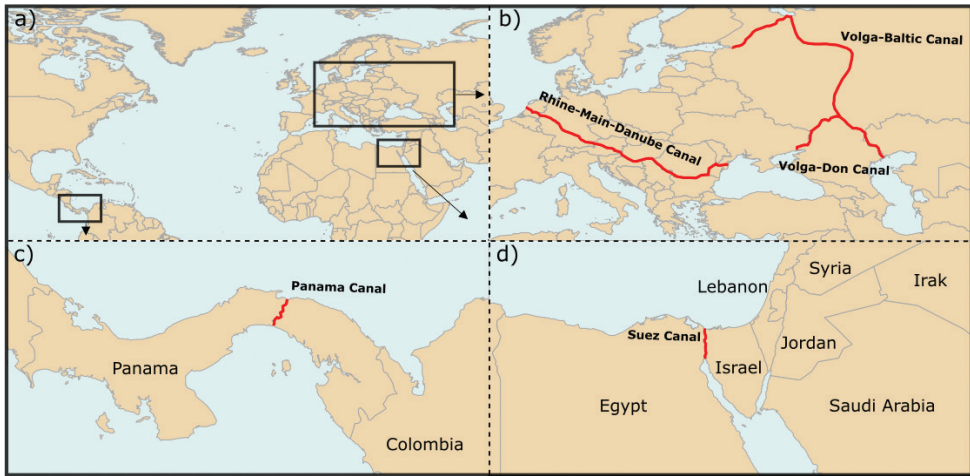 a)
b)
Volga-Baltic Canal
Rhine-Main-Danube Canal
Volga-Don Canal
c)
Panama Canal
Panama
Colombia
d)
Syria
Lebanon
Irak
Suez Canal
Jordan
Israel
Egypt
Saudi Arabia